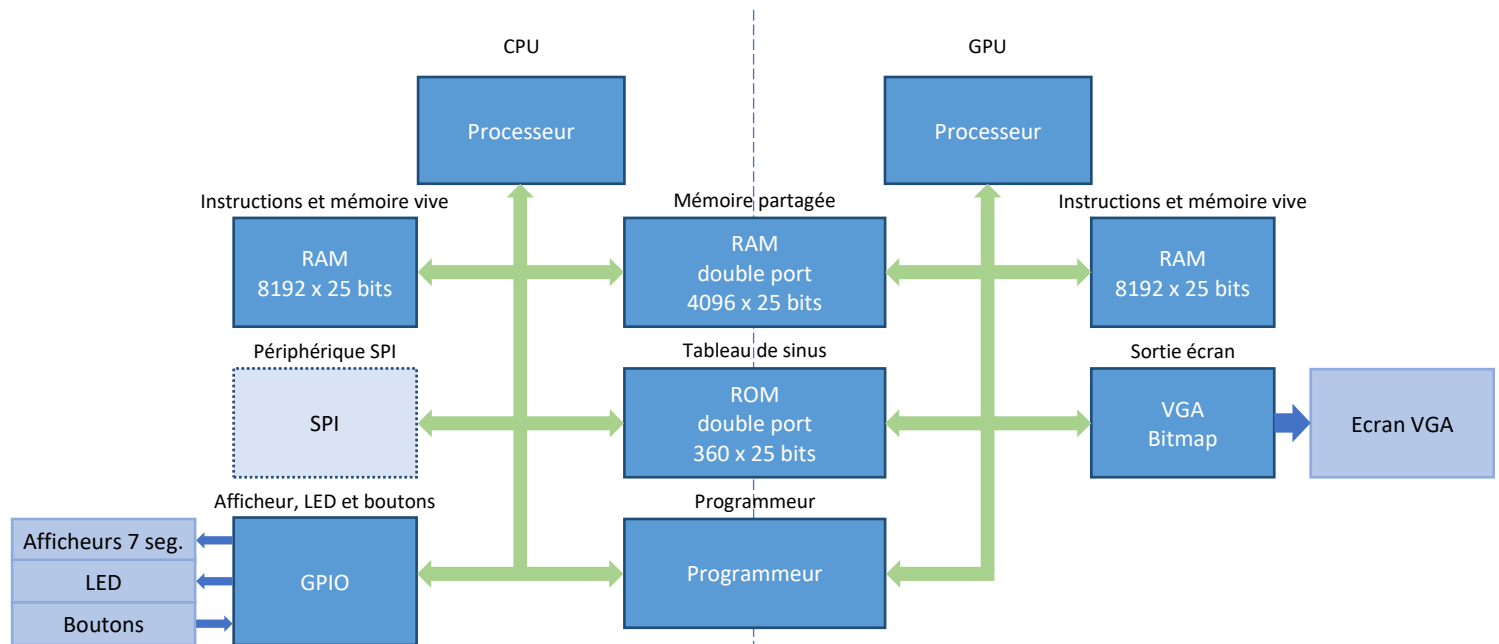 CPU
GPU
Processeur
Processeur
Instructions et mémoire vive
Mémoire partagée
Instructions et mémoire vive
RAM
8192 x 25 bits
RAM
double port
4096 x 25 bits
RAM
8192 x 25 bits
Périphérique SPI
Tableau de sinus
Sortie écran
SPI
ROM
double port
360 x 25 bits
VGA
Bitmap
Ecran VGA
Afficheur, LED et boutons
Programmeur
Afficheurs 7 seg.
LED
Boutons
GPIO
Programmeur